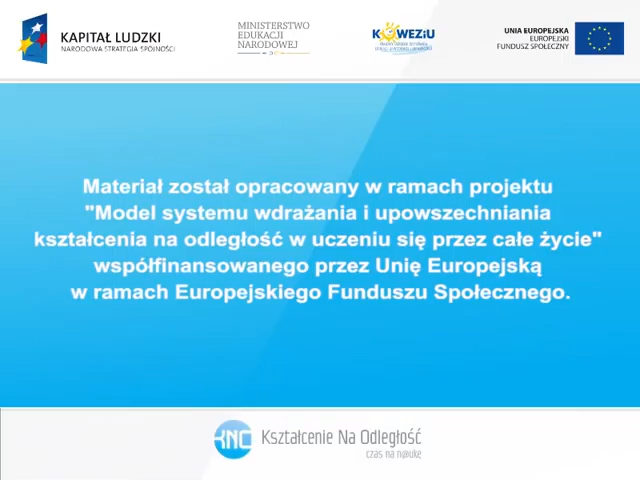 KAPITAŁ LUDZKI
NARODOWA STRATEGIA SPÓJNOŚCI
MINISTERSTWO
EDUKACJI
NARODOWEJ
KOWEZiU
UNIA EUROPEJSKA
EUROPEJSKI
FUNDUSZ SPOŁECZNY
Materiał został opracowany w ramach projektu
"Model systemu wdrażania i upowszechniania
kształcenia na odległość w uczeniu się przez całe życie"
współfinansowanego przez Unię Europejską
w ramach Europejskiego Funduszu Społecznego.
KNO Kształcenie Na Odległość
czas na n@ukę